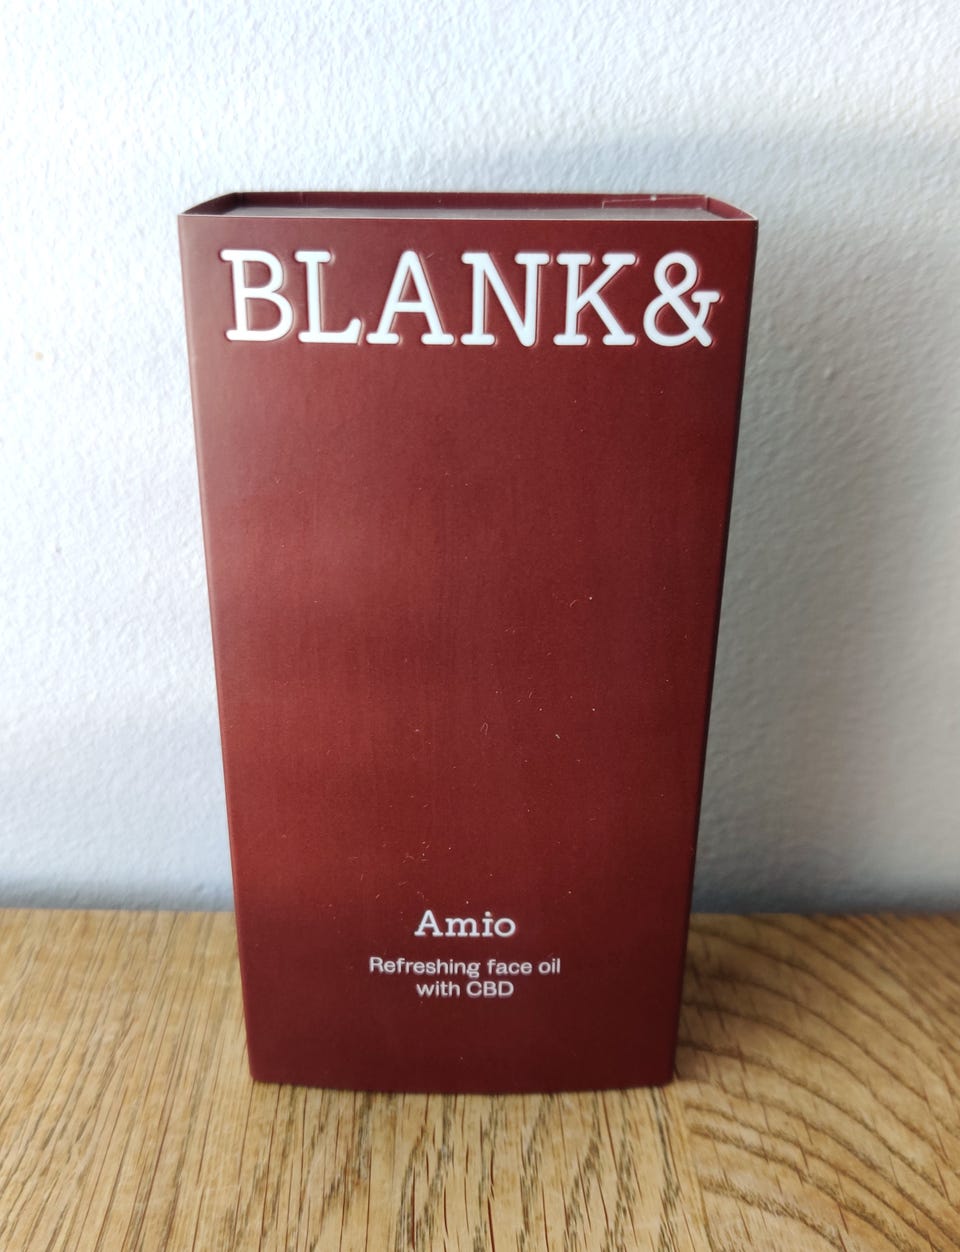 BLANK&
Amio
Refreshing face oil
with CBD